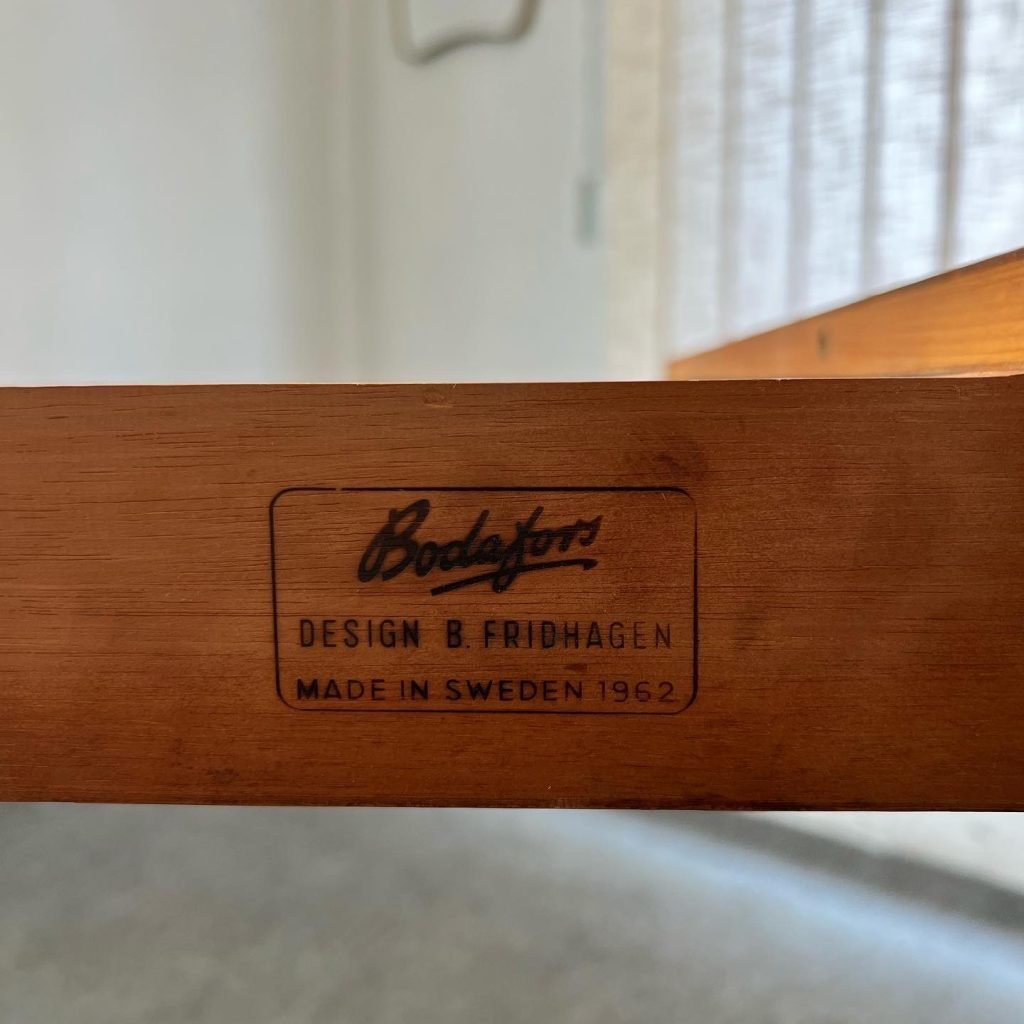 Bodafors
DESIGN B. FRIDHAGEN
MADE IN SWEDEN 1962